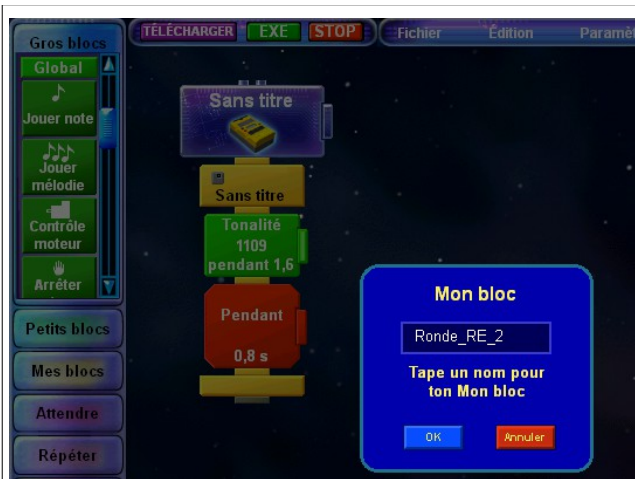 Gros blocs
TÉLÉCHARGER EXE STOP
Fichier Édition Paramè
Global
Jouer note
Jouer
mélodie
Contrôle
moteur
Arrêter
Petits blocs
Mes blocs
Attendre
Répéter
Sans titre
Sans titre
Tonalité
1109
pendant 1,6
Pendant
0,8 s
Mon bloc
Ronde_RE_2
Tape un nom pour
ton Mon bloc
OK Annuler